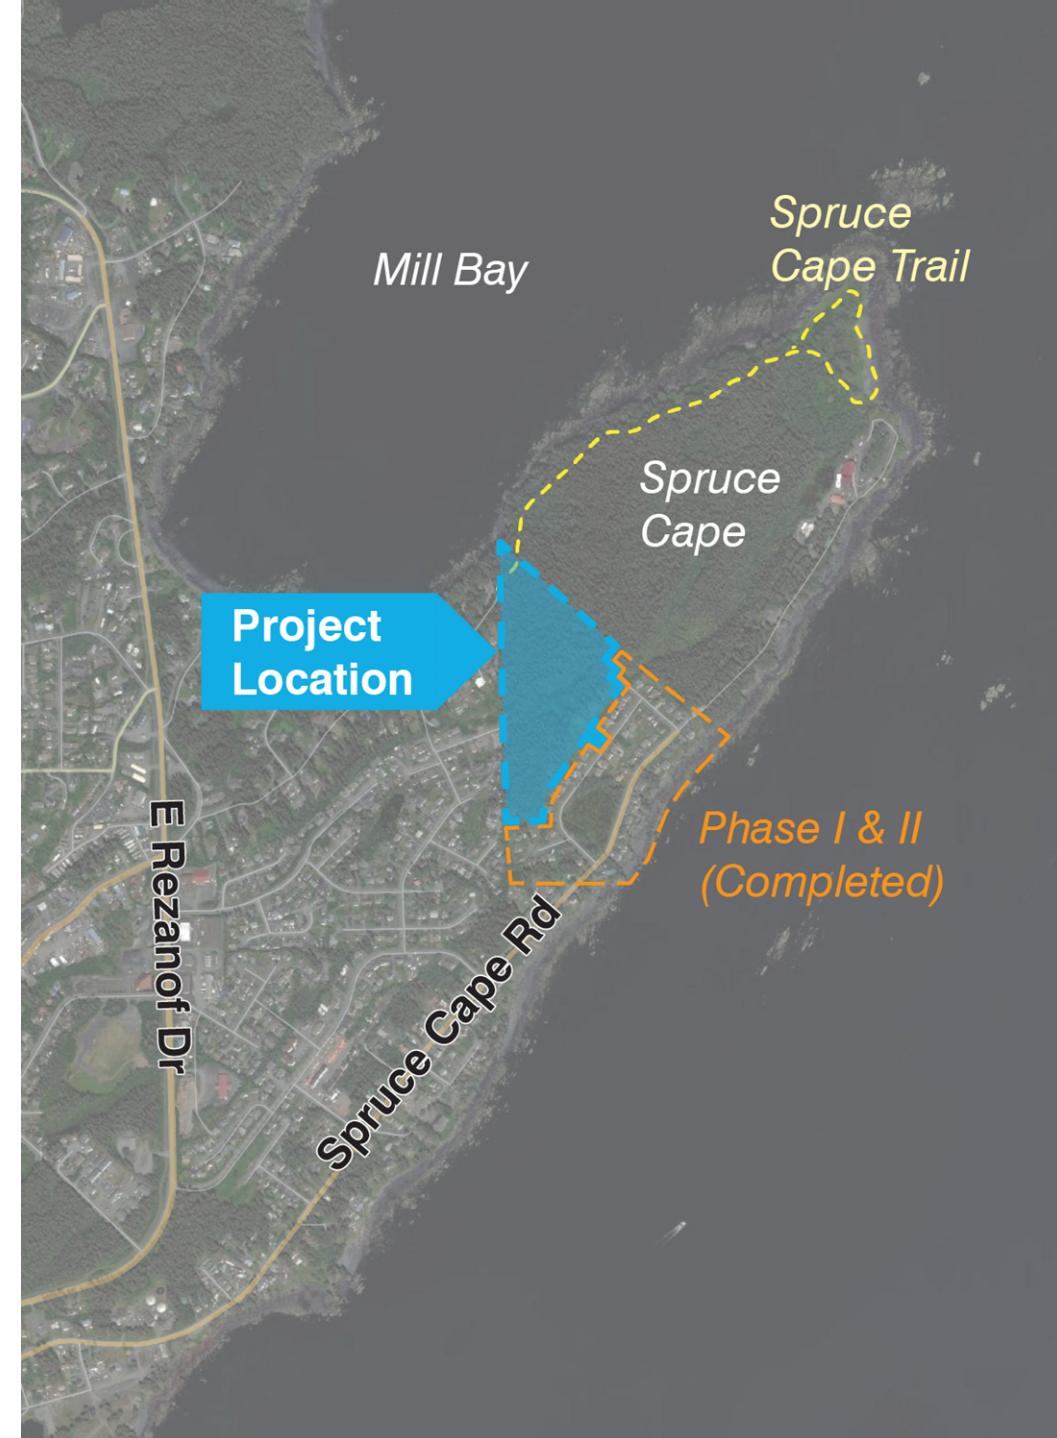 Spruce
Cape Trail
Mill Bay
Spruce
Cape
Project
Location
E Rezanof Dr
Phase I & II
(Completed)
Spruce Cape Rd